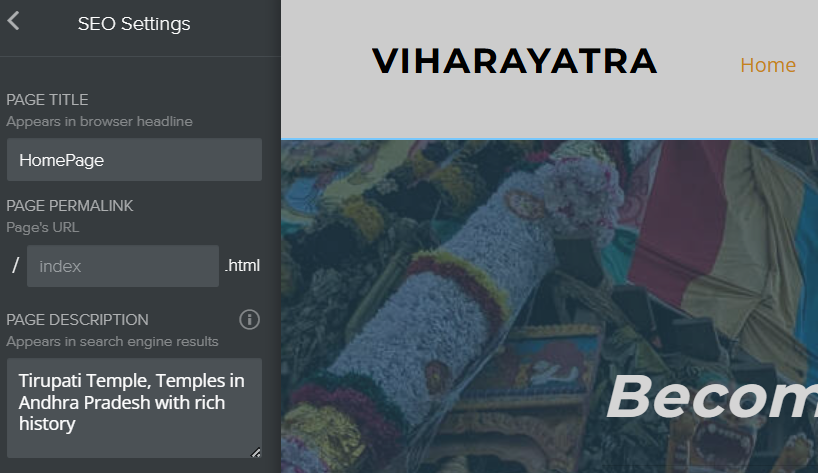 SEO Settings
PAGE TITLE
Appears in browser headline
HomePage
PAGE PERMALINK
Page's URL
/ index .html
PAGE DESCRIPTION
Appears in search engine results
Tirupati Temple, Temples in
Andhra Pradesh with rich
history
VIHARAYATRA
Home
Becom